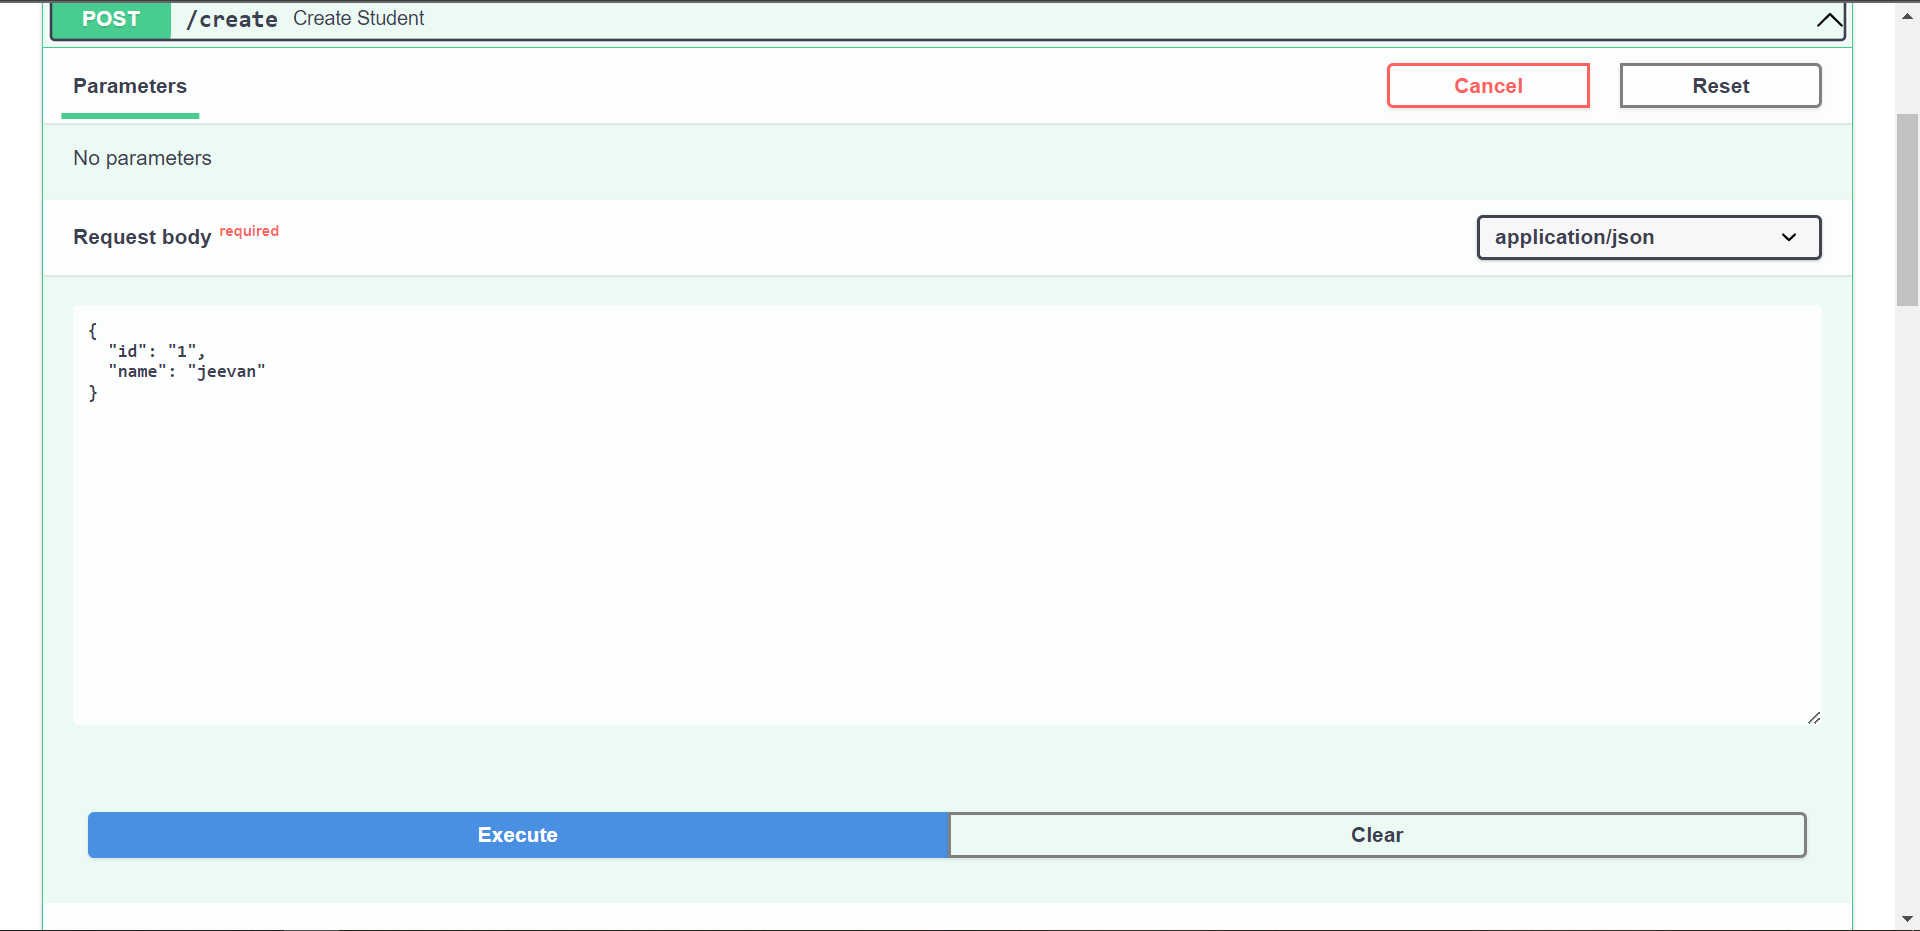 POST /create Create Student
Parameters Cancel Reset
No parameters
Request body required application/json
{
  "id": "1",
  "name": "jeevan"
}
Execute Clear